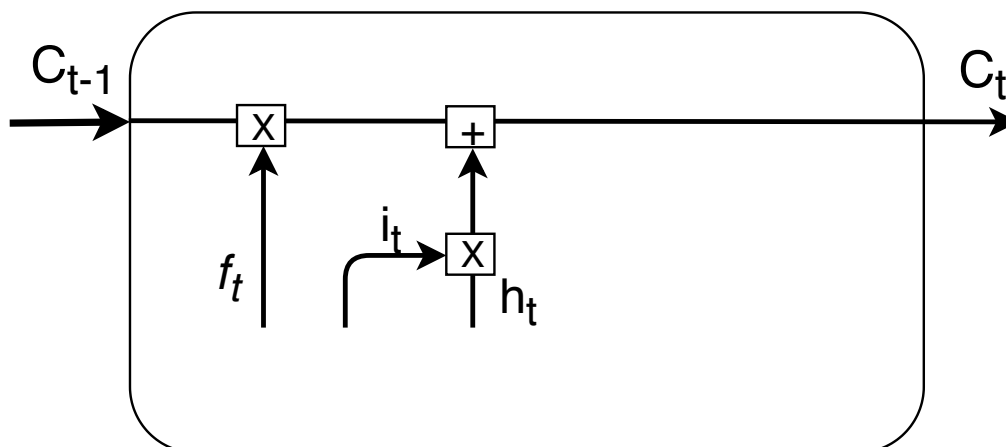 C_{t-1}
C_t
X
+
i_t
X
f_t
h_t